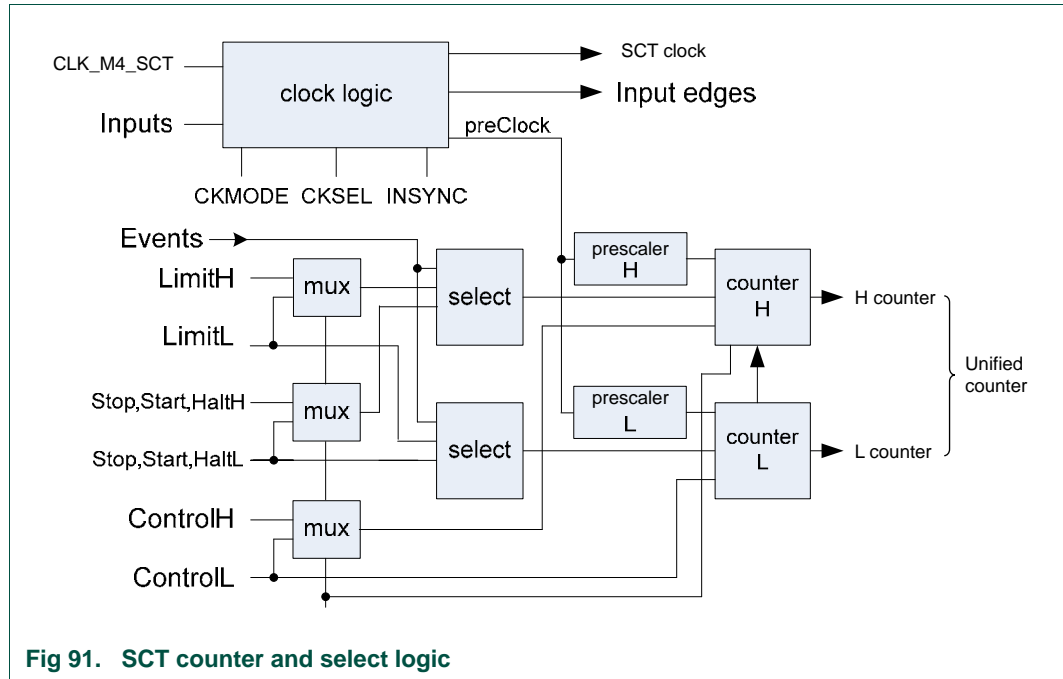 CLK_M4_SCT
Inputs
clock logic
SCT clock
Input edges
preClock
CKMODE CKSEL INSYNC
Events
LimitH
LimitL
mux
select
prescaler
H
counter
H
H counter
Stop,Start,HaltH
Stop,Start,HaltL
mux
select
prescaler
L
counter
L
L counter
Unified
counter
ControlH
ControlL
mux
Fig 91. SCT counter and select logic